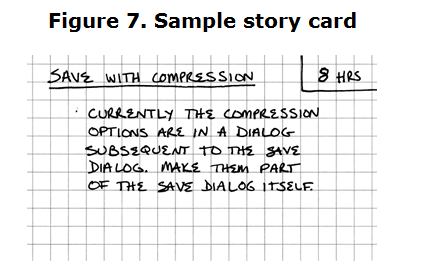 Figure 7. Sample story card
SAVE WITH COMPRESSION 8 HRS
· CURRENTLY THE COMPRESSION
OPTIONS ARE IN A DIALOG
SUBSEQUENT TO THE SAVE
DIALOG. MAKE THEM PART
OF THE SAVE DIALOG ITSELF.